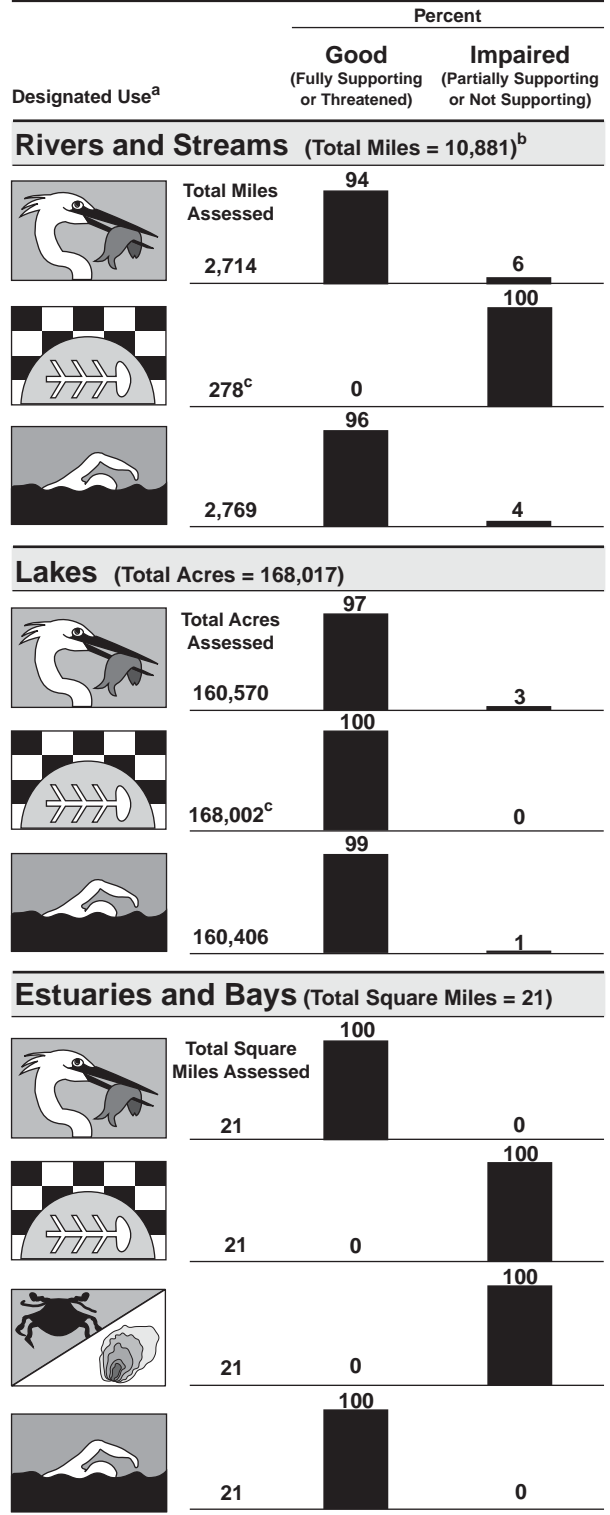 Percent
Good
(Fully Supporting
or Threatened)
Impaired
(Partially Supporting
or Not Supporting)
Designated Useᵃ
Rivers and Streams (Total Miles = 10,881)ᵇ
Total Miles
Assessed
2,714
94
6
278ᶜ
0
100
2,769
96
4
Lakes (Total Acres = 168,017)
Total Acres
Assessed
160,570
97
3
168,002ᶜ
100
0
160,406
99
1
Estuaries and Bays (Total Square Miles = 21)
Total Square
Miles Assessed
21
100
0
21
0
100
21
0
100
21
100
0